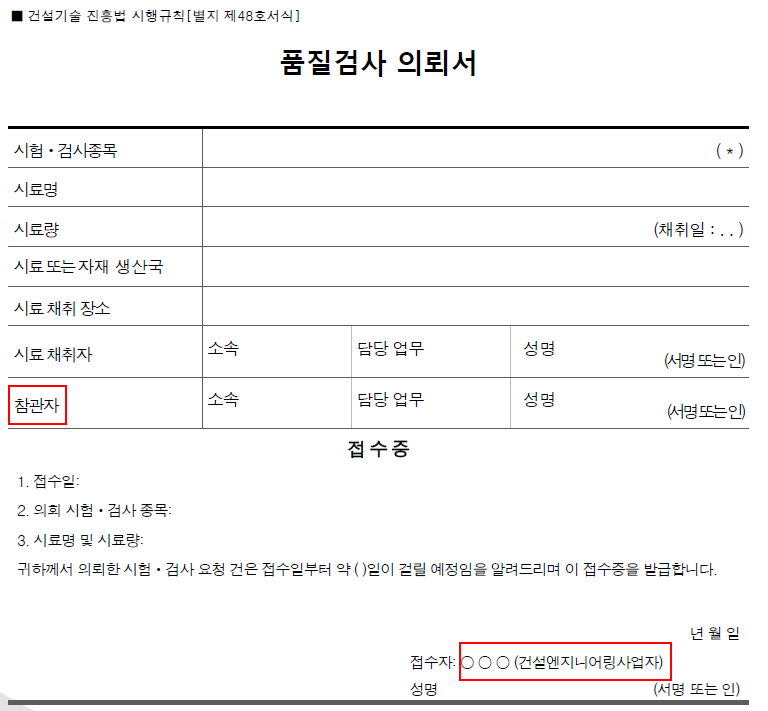 ■ 건설기술 진흥법 시행규칙[별지 제48호서식]
품질검사 의뢰서
시험·검사종목 ( * )
시료명
시료량 (채취일 : . . )
시료 또는 자재 생산국
시료 채취 장소
시료 채취자 소속 담당 업무 성명 (서명 또는 인)
참관자 소속 담당 업무 성명 (서명 또는 인)
접 수 증
1. 접수일:
2. 의회 시험·검사 종목:
3. 시료명 및 시료량:
귀하께서 의뢰한 시험·검사 요청 건은 접수일부터 약 ( )일이 걸릴 예정임을 알려드리며 이 접수증을 발급합니다.
년 월 일
접수자: ○ ○ ○ (건설엔지니어링사업자)
성명 (서명 또는 인)